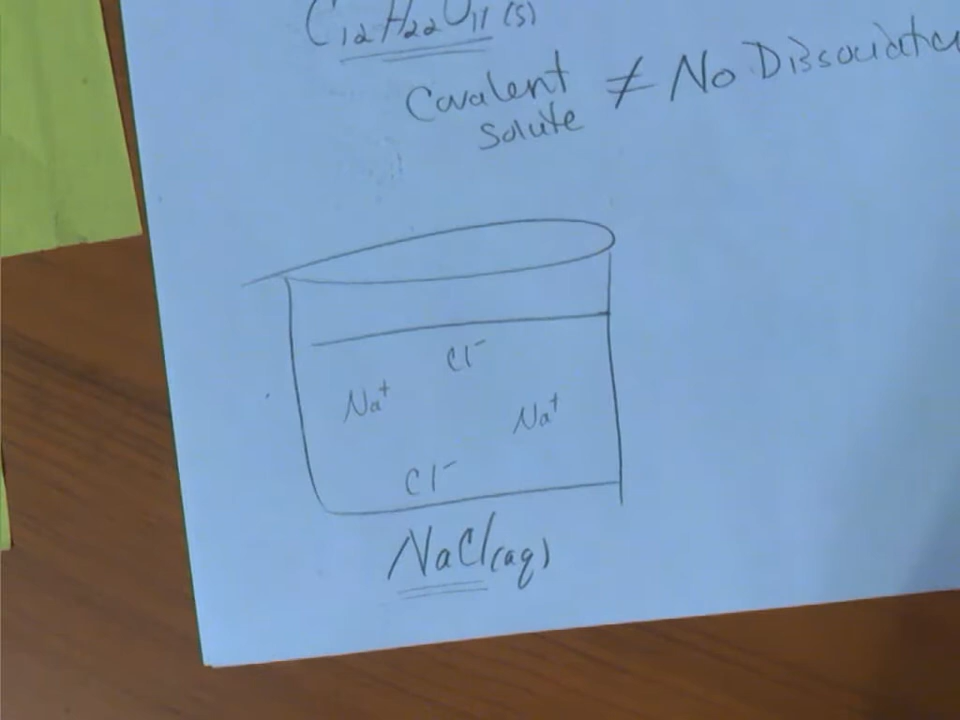 C₁₂H₂₂O₁₁ (s)
Covalent ≠ No
solute
Cl⁻
Na⁺
Na⁺
Cl⁻
NaCl(aq)